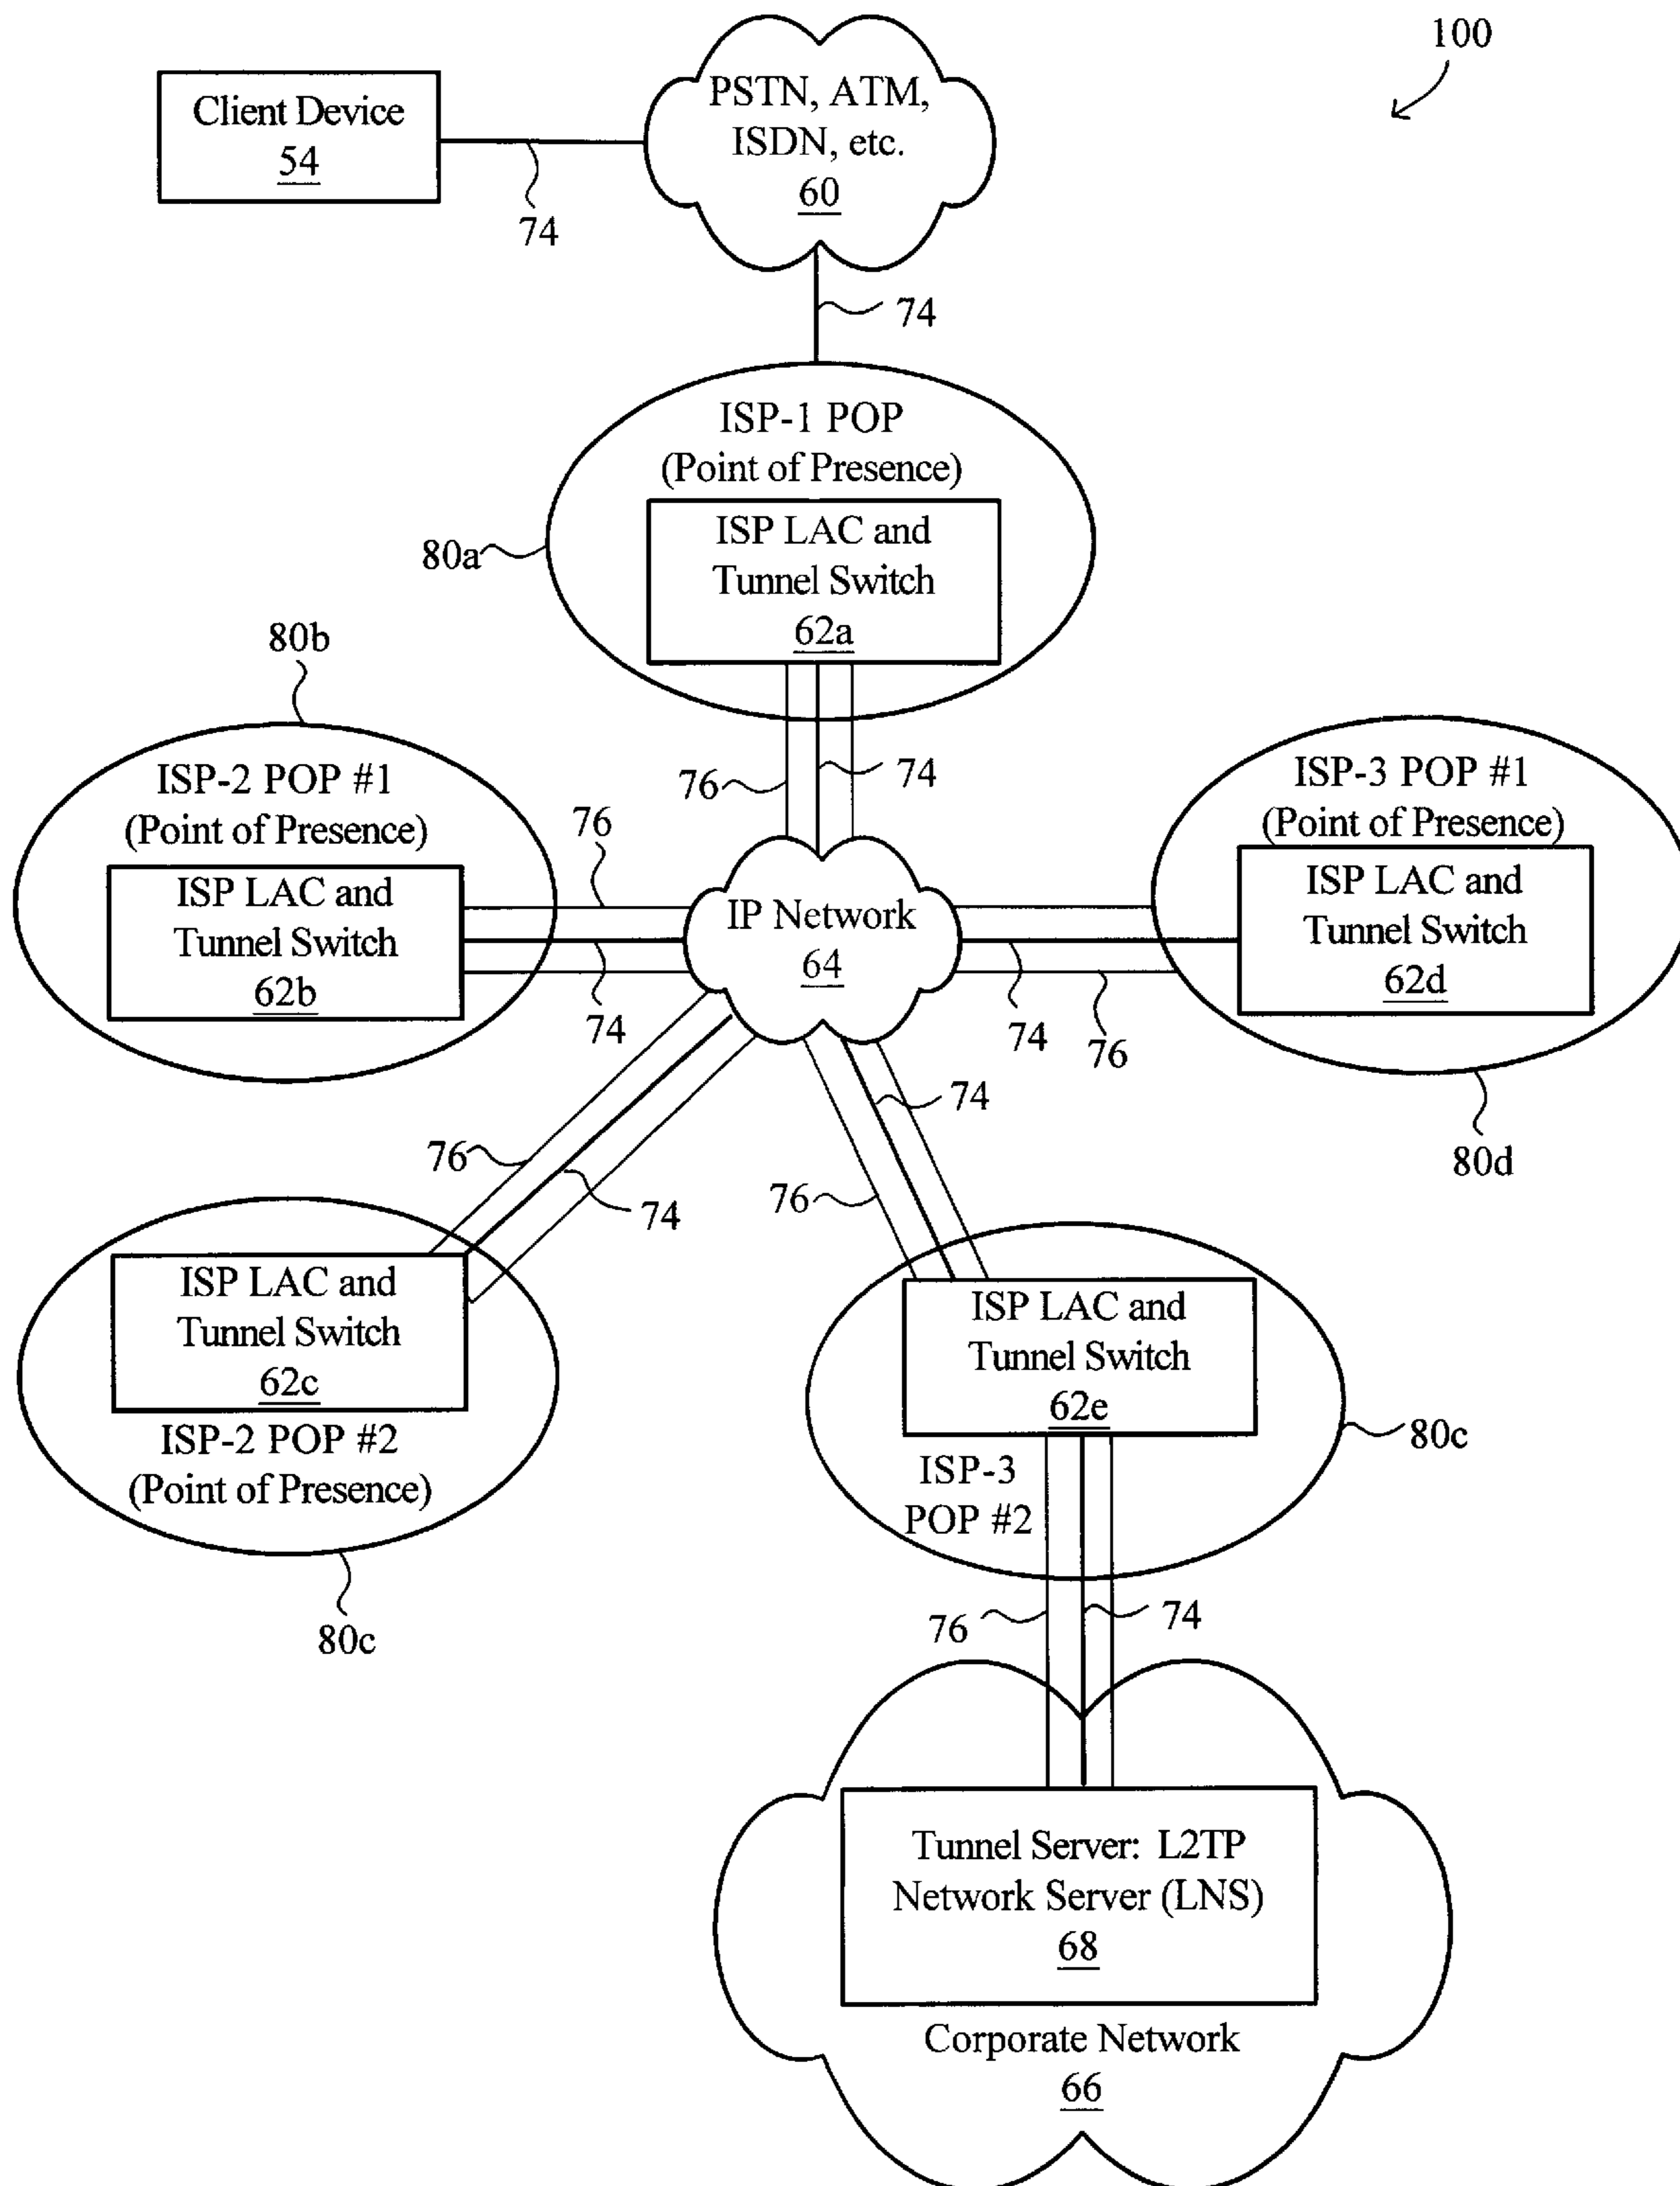 100
Client Device
54
74
PSTN, ATM,
ISDN, etc.
60
74
ISP-1 POP
(Point of Presence)
ISP LAC and
Tunnel Switch
62a
80a
76
74
80b
ISP-2 POP #1
(Point of Presence)
ISP LAC and
Tunnel Switch
62b
76
74
IP Network
64
ISP-3 POP #1
(Point of Presence)
ISP LAC and
Tunnel Switch
62d
74
76
80d
76
74
ISP LAC and
Tunnel Switch
62c
ISP-2 POP #2
(Point of Presence)
80c
74
76
ISP LAC and
Tunnel Switch
62e
ISP-3
POP #2
80c
76
74
Tunnel Server: L2TP
Network Server (LNS)
68
Corporate Network
66